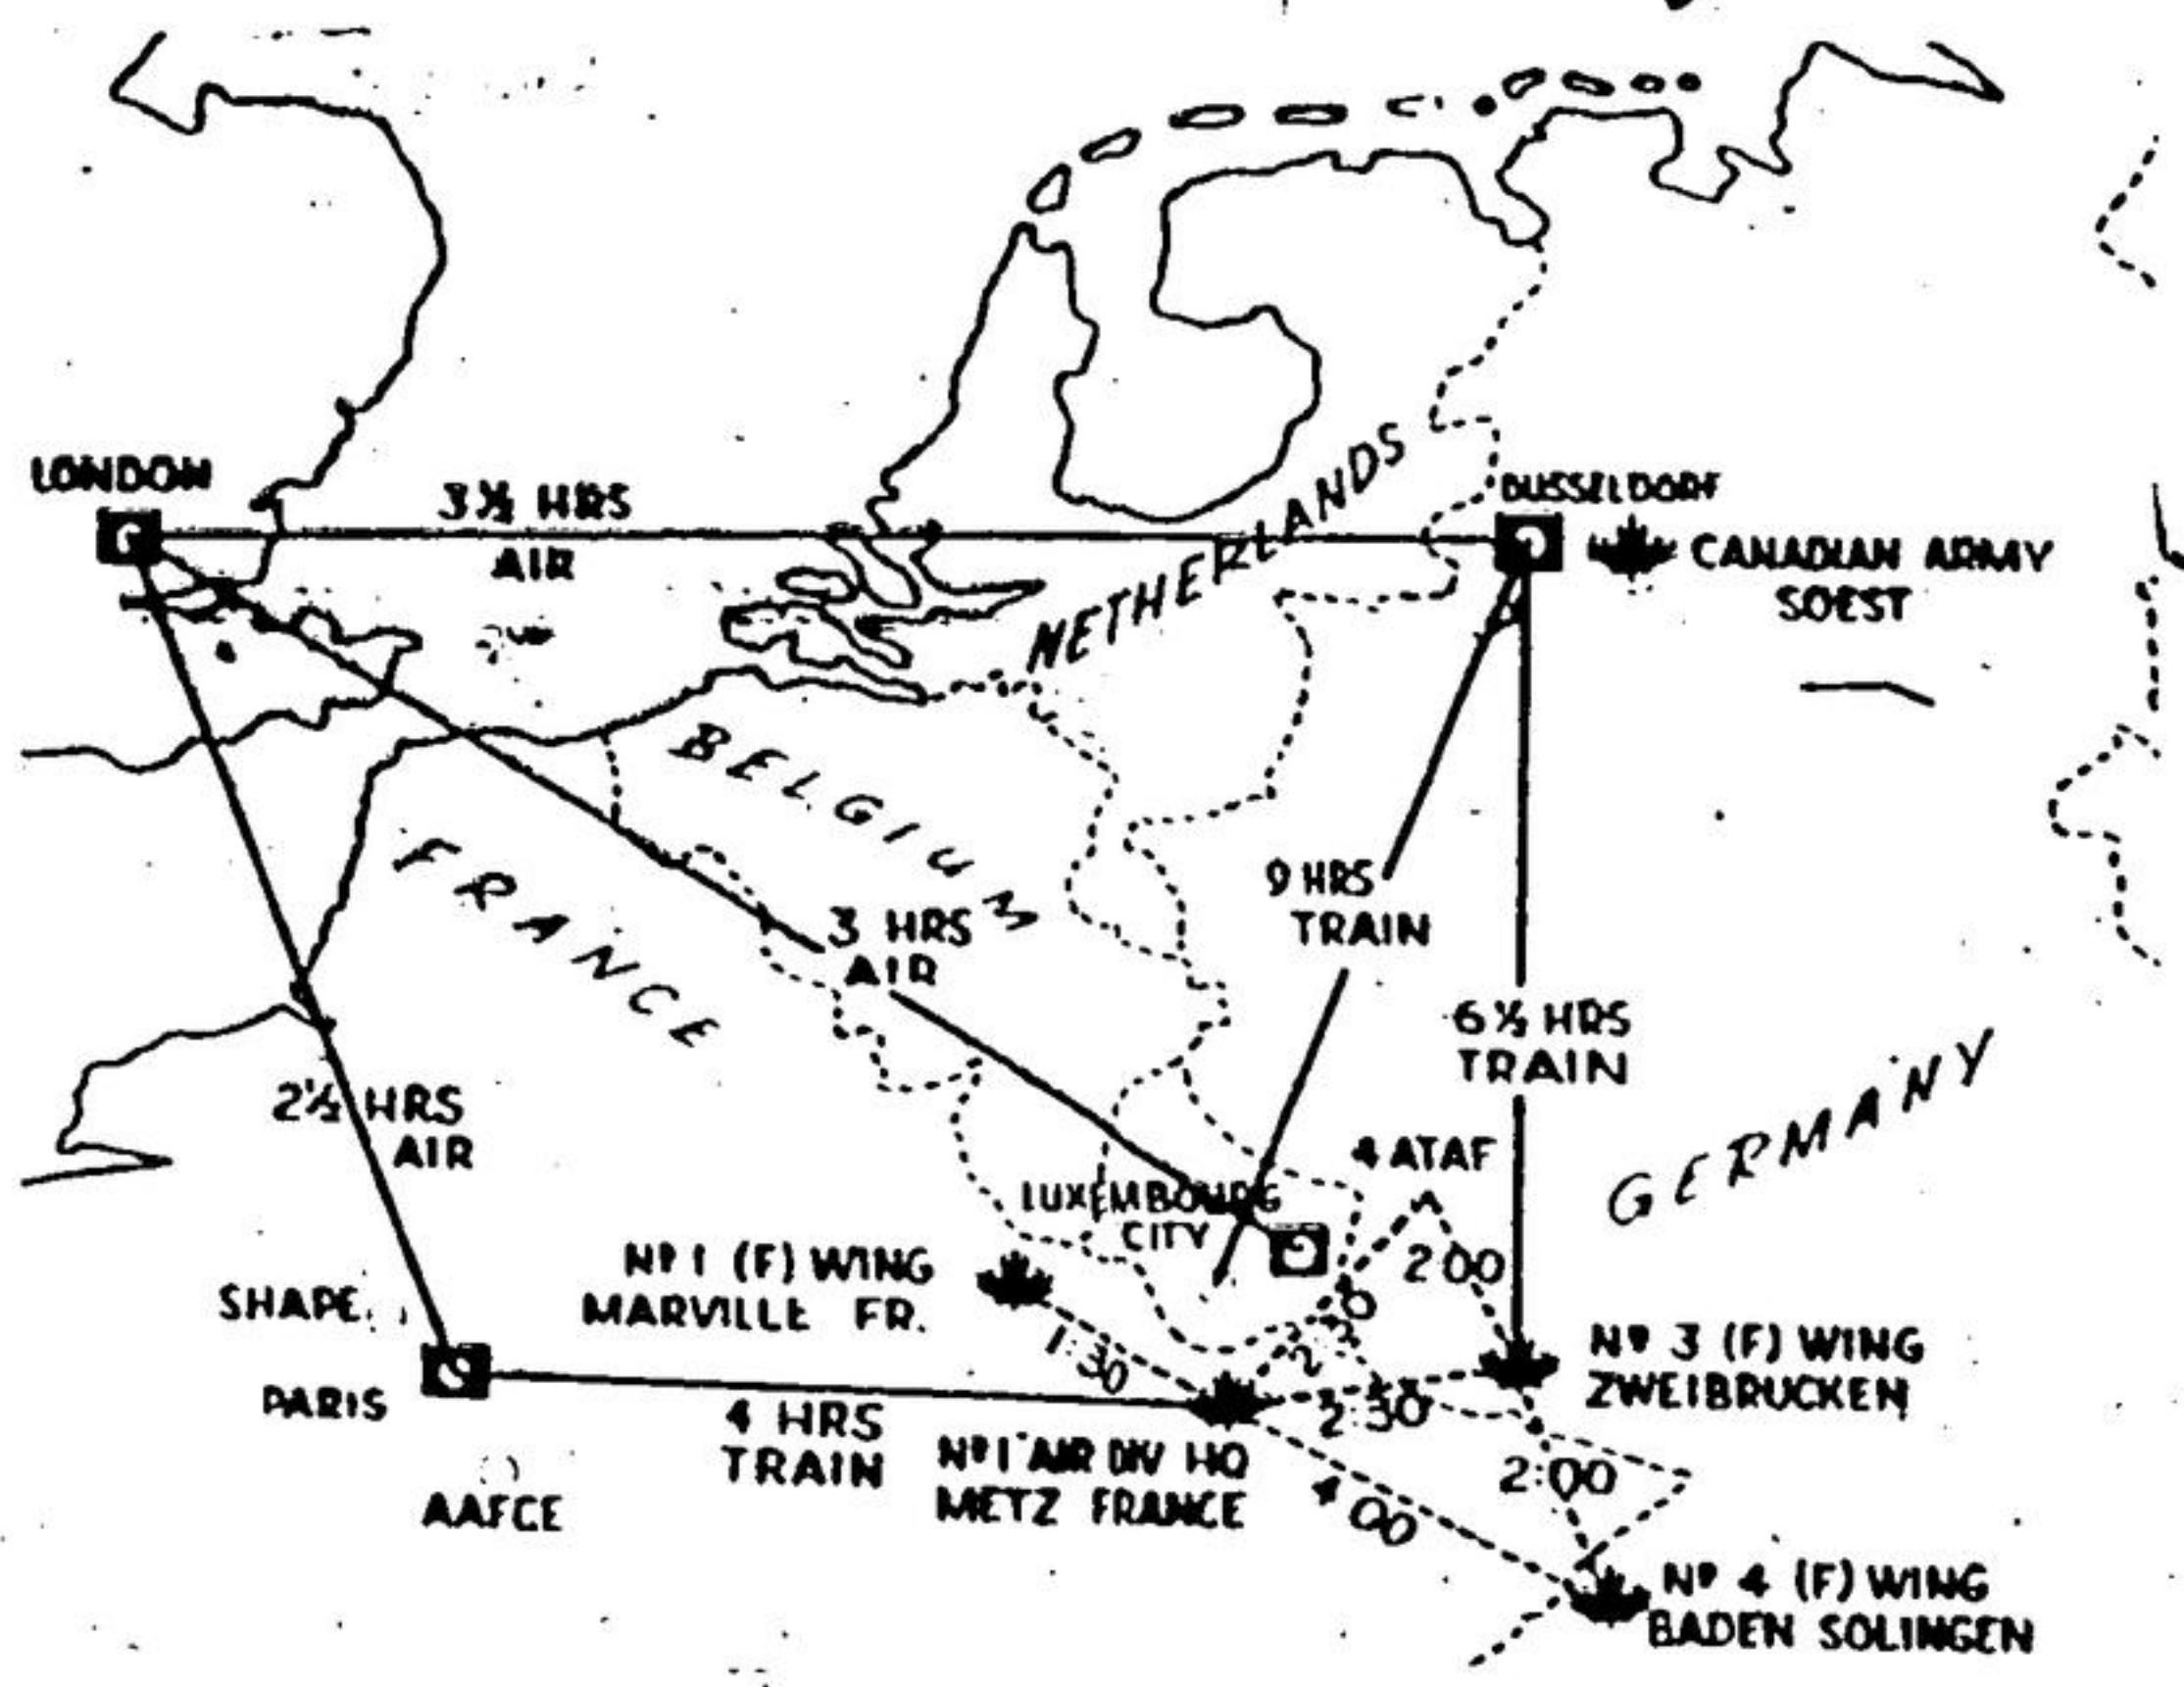 LONDON
3½ HRS
AIR
NETHERLANDS
DUSSELDORF
CANADIAN ARMY
SOEST
BELGIUM
FRANCE
3 HRS
AIR
9 HRS
TRAIN
6½ HRS
TRAIN
2½ HRS
AIR
GERMANY
4 ATAF
LUXEMBOURG
CITY
2 00
Nº 1 (F) WING
MARVILLE FR.
SHAPE
PARIS
1:30
2:30
2:30
Nº 3 (F) WING
ZWEIBRUCKEN
4 HRS
TRAIN
Nº 1 AIR DIV HQ
METZ FRANCE
AAFCE
4 00
2:00
Nº 4 (F) WING
BADEN SOLINGEN